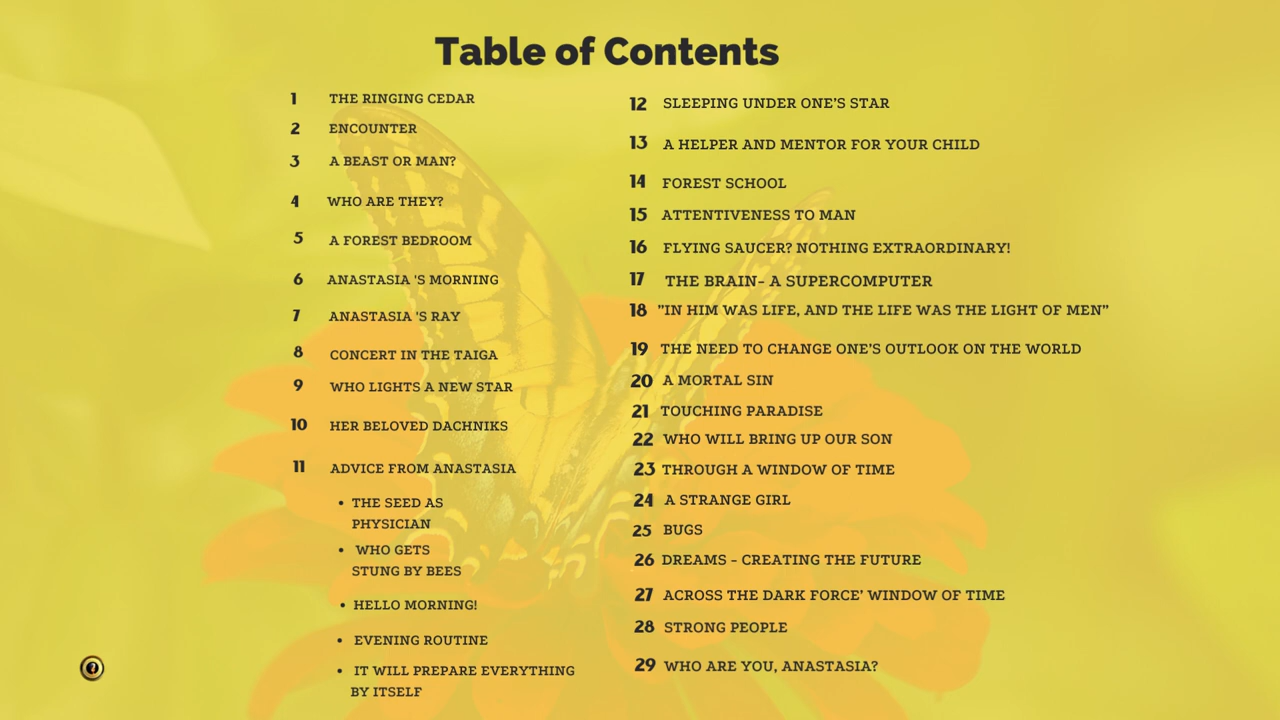 Table of Contents
1 THE RINGING CEDAR
2 ENCOUNTER
3 A BEAST OR MAN?
4 WHO ARE THEY?
5 A FOREST BEDROOM
6 ANASTASIA 'S MORNING
7 ANASTASIA 'S RAY
8 CONCERT IN THE TAIGA
9 WHO LIGHTS A NEW STAR
10 HER BELOVED DACHNIKS
11 ADVICE FROM ANASTASIA
• THE SEED AS
PHYSICIAN
• WHO GETS
STUNG BY BEES
• HELLO MORNING!
• EVENING ROUTINE
• IT WILL PREPARE EVERYTHING
BY ITSELF
12 SLEEPING UNDER ONE'S STAR
13 A HELPER AND MENTOR FOR YOUR CHILD
14 FOREST SCHOOL
15 ATTENTIVENESS TO MAN
16 FLYING SAUCER? NOTHING EXTRAORDINARY!
17 THE BRAIN- A SUPERCOMPUTER
18 "IN HIM WAS LIFE, AND THE LIFE WAS THE LIGHT OF MEN"
19 THE NEED TO CHANGE ONE'S OUTLOOK ON THE WORLD
20 A MORTAL SIN
21 TOUCHING PARADISE
22 WHO WILL BRING UP OUR SON
23 THROUGH A WINDOW OF TIME
24 A STRANGE GIRL
25 BUGS
26 DREAMS - CREATING THE FUTURE
27 ACROSS THE DARK FORCE' WINDOW OF TIME
28 STRONG PEOPLE
29 WHO ARE YOU, ANASTASIA?